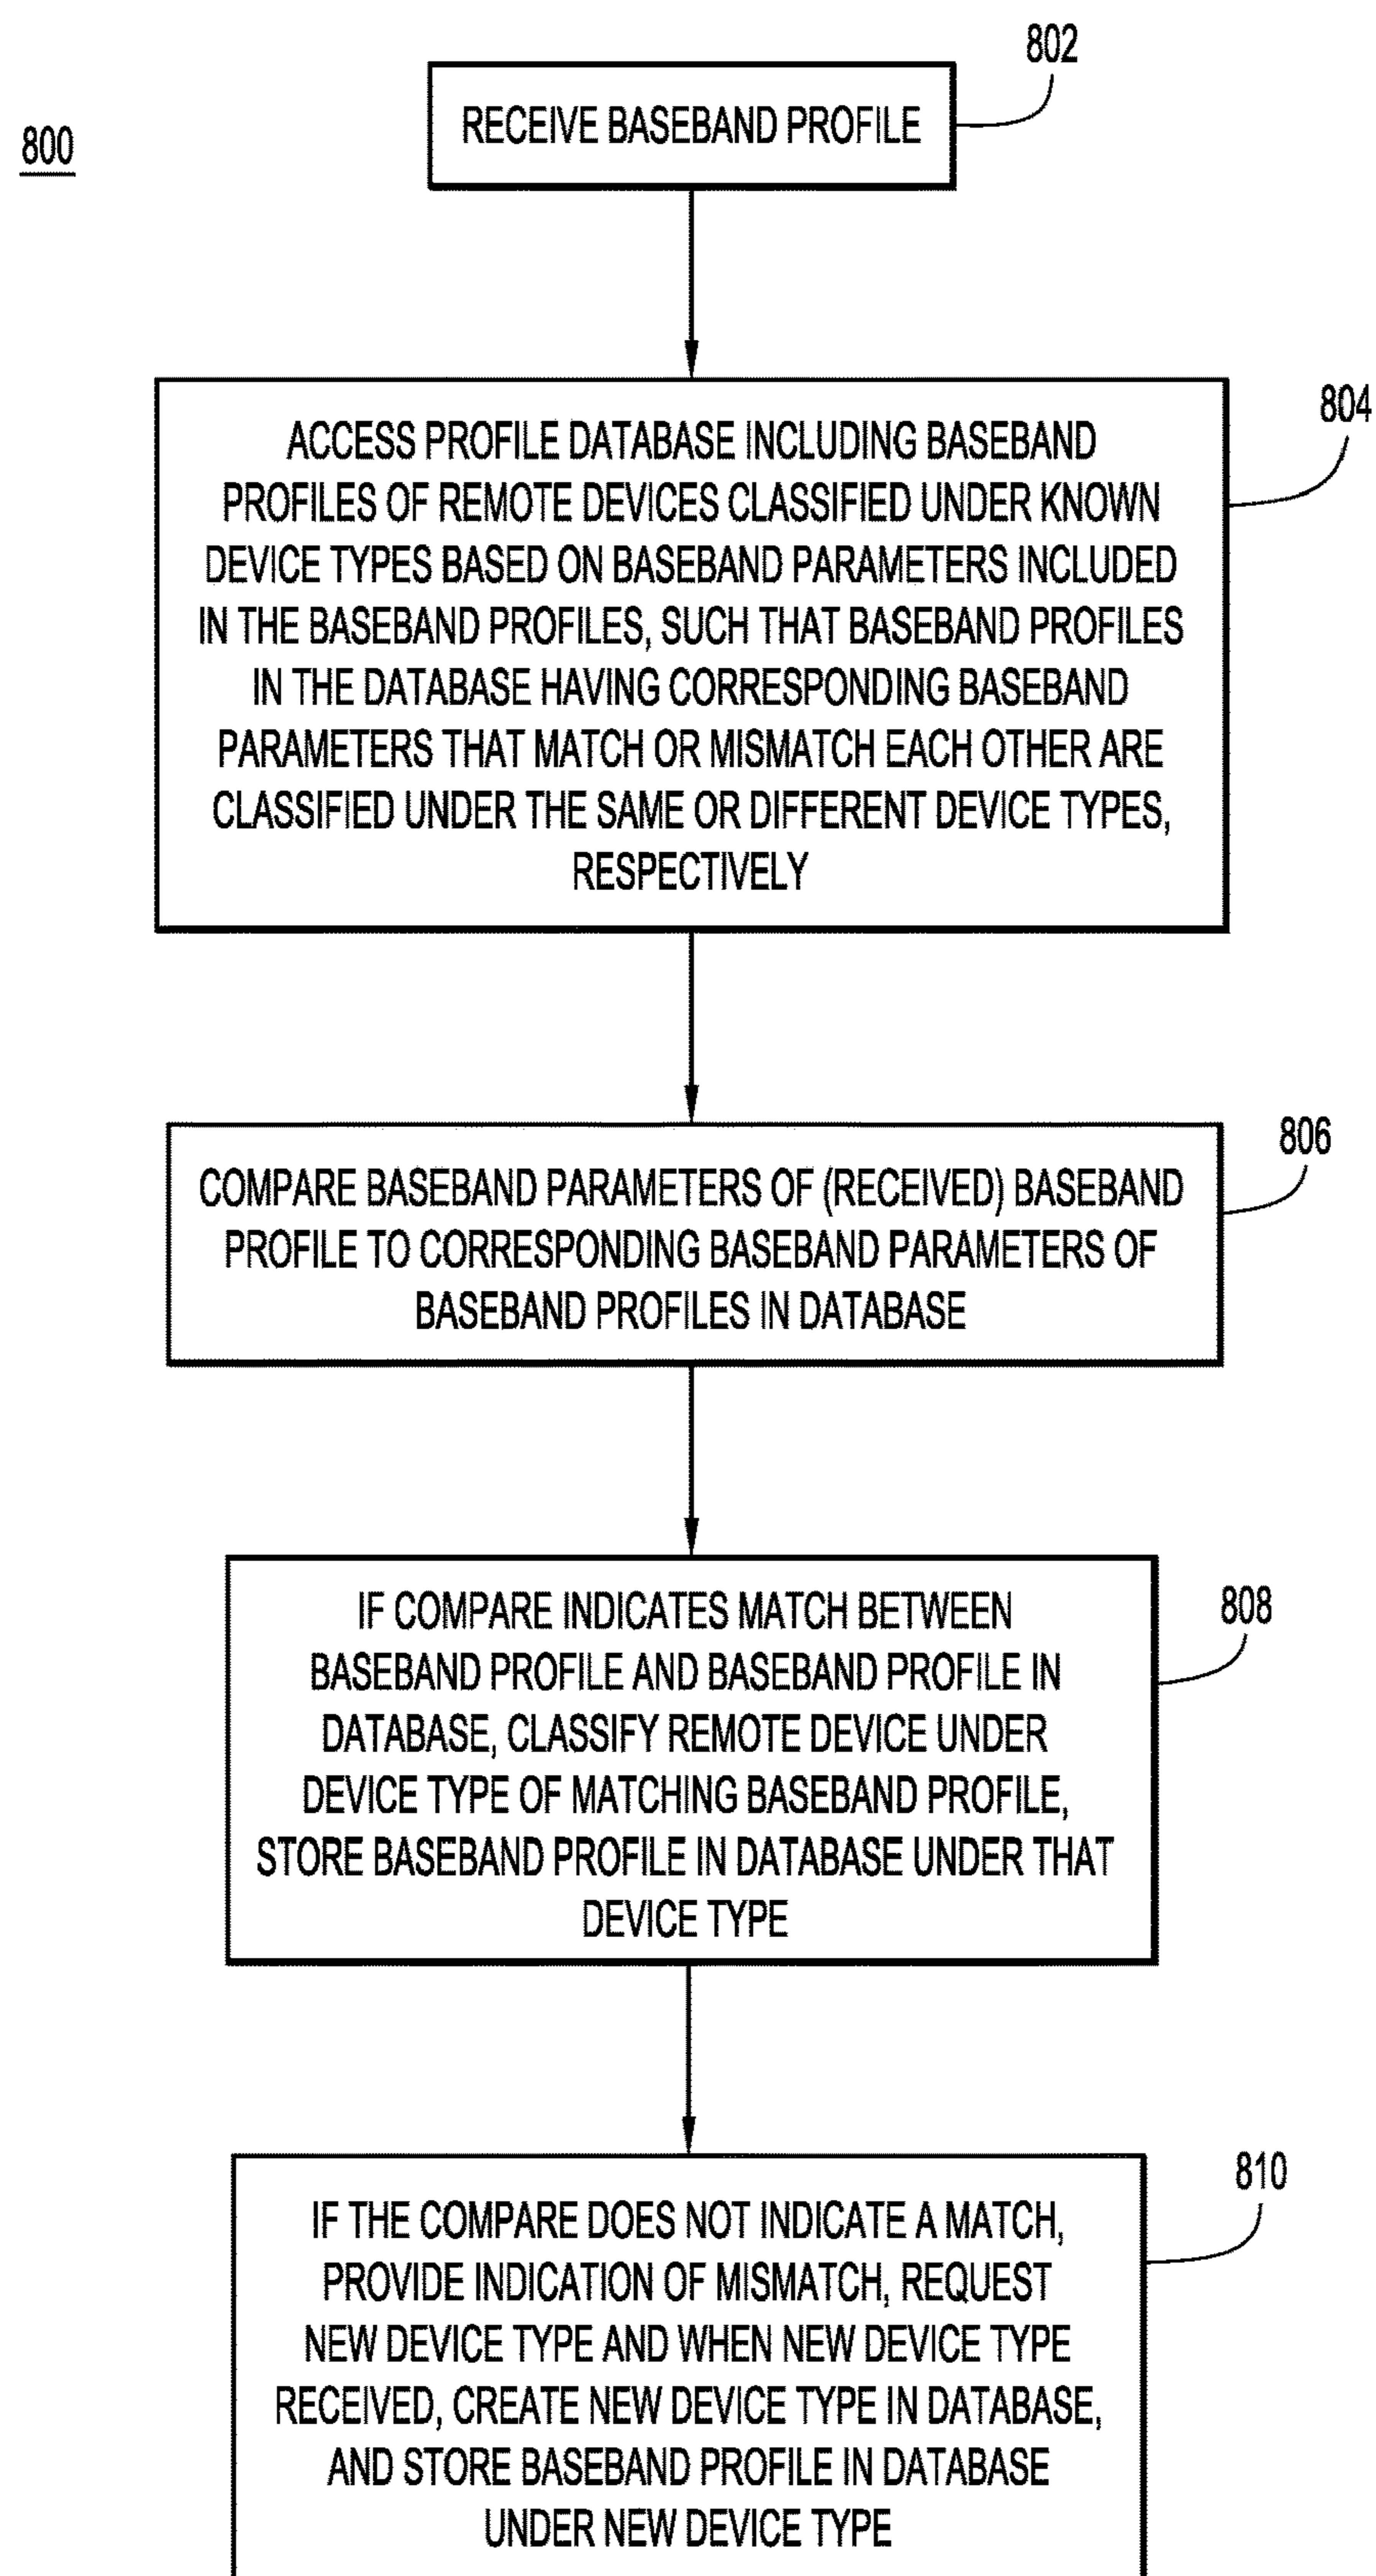 802
RECEIVE BASEBAND PROFILE
800
804
ACCESS PROFILE DATABASE INCLUDING BASEBAND
PROFILES OF REMOTE DEVICES CLASSIFIED UNDER KNOWN
DEVICE TYPES BASED ON BASEBAND PARAMETERS INCLUDED
IN THE BASEBAND PROFILES, SUCH THAT BASEBAND PROFILES
IN THE DATABASE HAVING CORRESPONDING BASEBAND
PARAMETERS THAT MATCH OR MISMATCH EACH OTHER ARE
CLASSIFIED UNDER THE SAME OR DIFFERENT DEVICE TYPES,
RESPECTIVELY
806
COMPARE BASEBAND PARAMETERS OF (RECEIVED) BASEBAND
PROFILE TO CORRESPONDING BASEBAND PARAMETERS OF
BASEBAND PROFILES IN DATABASE
808
IF COMPARE INDICATES MATCH BETWEEN
BASEBAND PROFILE AND BASEBAND PROFILE IN
DATABASE, CLASSIFY REMOTE DEVICE UNDER
DEVICE TYPE OF MATCHING BASEBAND PROFILE,
STORE BASEBAND PROFILE IN DATABASE UNDER THAT
DEVICE TYPE
810
IF THE COMPARE DOES NOT INDICATE A MATCH,
PROVIDE INDICATION OF MISMATCH, REQUEST
NEW DEVICE TYPE AND WHEN NEW DEVICE TYPE
RECEIVED, CREATE NEW DEVICE TYPE IN DATABASE,
AND STORE BASEBAND PROFILE IN DATABASE
UNDER NEW DEVICE TYPE